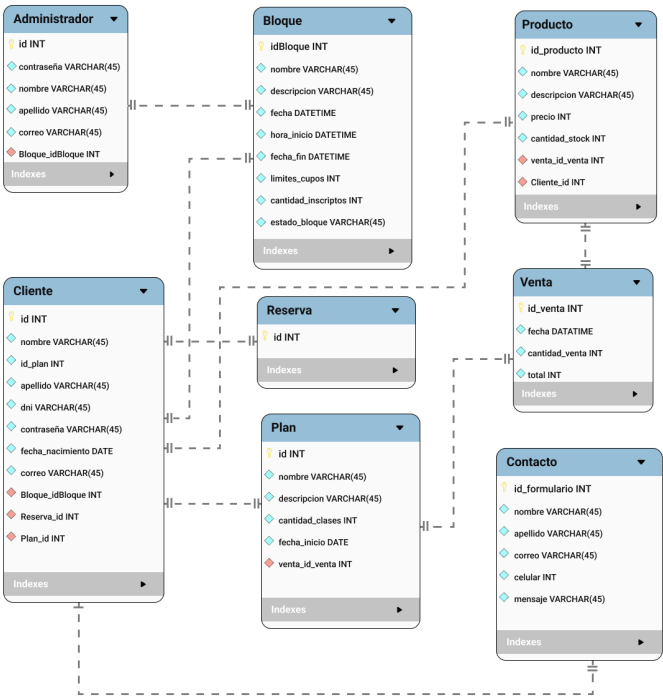 Administrador
id INT
contraseña VARCHAR(45)
nombre VARCHAR(45)
apellido VARCHAR(45)
correo VARCHAR(45)
Bloque_idBloque INT
Indexes
Bloque
idBloque INT
nombre VARCHAR(45)
descripcion VARCHAR(45)
fecha DATETIME
hora_inicio DATETIME
fecha_fin DATETIME
limites_cupos INT
cantidad_inscriptos INT
estado_bloque VARCHAR(45)
Indexes
Producto
id_producto INT
nombre VARCHAR(45)
descripcion VARCHAR(45)
precio INT
cantidad_stock INT
venta_id_venta INT
Cliente_id INT
Indexes
Cliente
id INT
nombre VARCHAR(45)
id_plan INT
apellido VARCHAR(45)
dni VARCHAR(45)
contraseña VARCHAR(45)
fecha_nacimiento DATE
correo VARCHAR(45)
Bloque_idBloque INT
Reserva_id INT
Plan_id INT
Indexes
Reserva
id INT
Indexes
Venta
id_venta INT
fecha DATATIME
cantidad_venta INT
total INT
Indexes
Plan
id INT
nombre VARCHAR(45)
descripcion VARCHAR(45)
cantidad_clases INT
fecha_inicio DATE
venta_id_venta INT
Indexes
Contacto
id_formulario INT
nombre VARCHAR(45)
apellido VARCHAR(45)
correo VARCHAR(45)
celular INT
mensaje VARCHAR(45)
Indexes